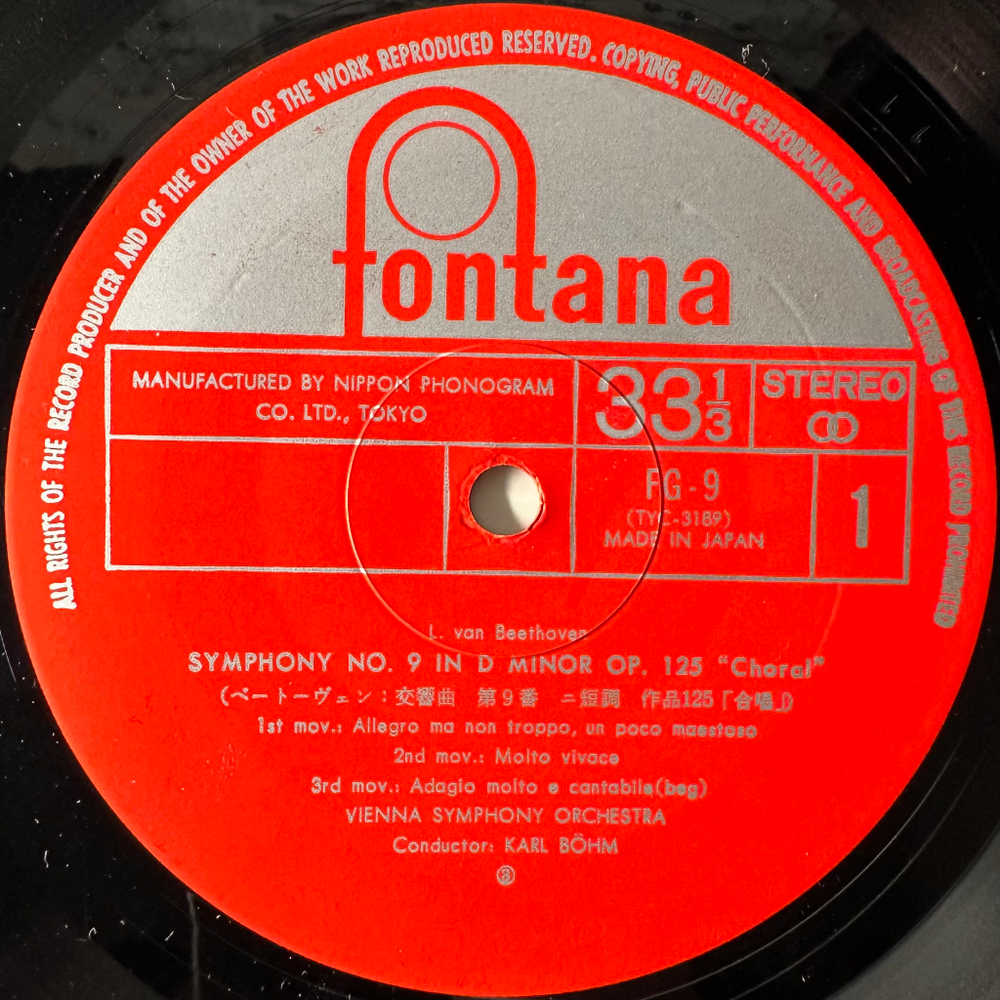 ALL RIGHTS OF THE RECORD PRODUCER AND OF THE OWNER OF THE WORK REPRODUCED RESERVED. COPYING, PUBLIC PERFORMANCE AND BROADCASTING OF THIS RECORD PROHIBITED
fontana
MANUFACTURED BY NIPPON PHONOGRAM
CO. LTD., TOKYO
33 1/3
STEREO
FG-9
(TYC-3189)
MADE IN JAPAN
1
L. van Beethoven
SYMPHONY NO. 9 IN D MINOR OP. 125 "Choral"
(ベートーヴェン:交響曲 第9番 ニ短調 作品125「合唱」)
1st mov.: Allegro ma non troppo, un poco maestoso
2nd mov.: Molto vivace
3rd mov.: Adagio molto e cantabile(beg)
VIENNA SYMPHONY ORCHESTRA
Conductor: KARL BÖHM